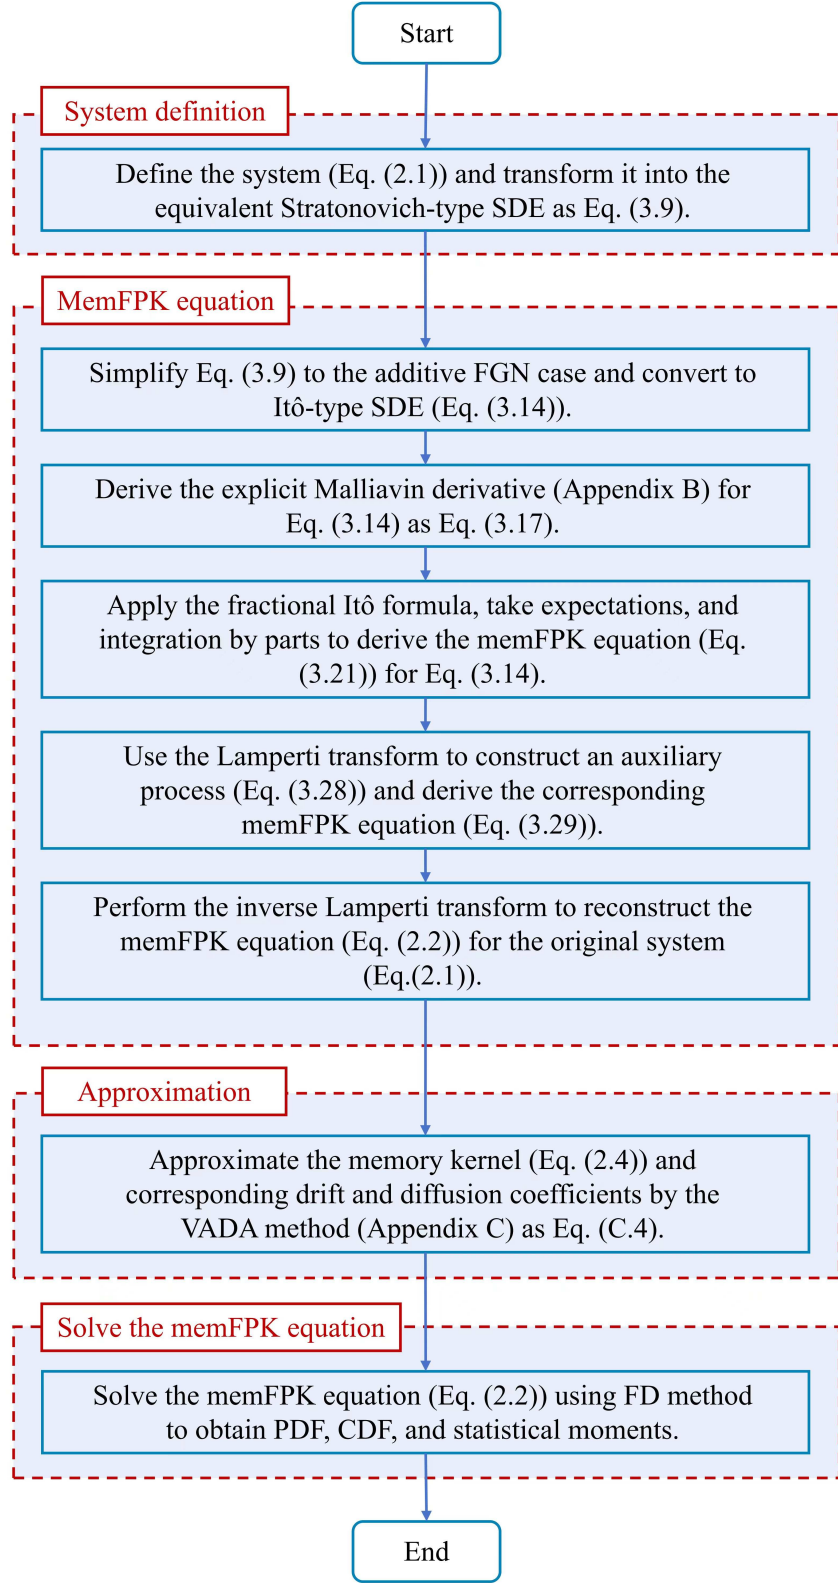 Start
System definition
Define the system (Eq. (2.1)) and transform it into the
equivalent Stratonovich-type SDE as Eq. (3.9).
MemFPK equation
Simplify Eq. (3.9) to the additive FGN case and convert to
Itô-type SDE (Eq. (3.14)).
Derive the explicit Malliavin derivative (Appendix B) for
Eq. (3.14) as Eq. (3.17).
Apply the fractional Itô formula, take expectations, and
integration by parts to derive the memFPK equation (Eq.
(3.21)) for Eq. (3.14).
Use the Lamperti transform to construct an auxiliary
process (Eq. (3.28)) and derive the corresponding
memFPK equation (Eq. (3.29)).
Perform the inverse Lamperti transform to reconstruct the
memFPK equation (Eq. (2.2)) for the original system
(Eq.(2.1)).
Approximation
Approximate the memory kernel (Eq. (2.4)) and
corresponding drift and diffusion coefficients by the
VADA method (Appendix C) as Eq. (C.4).
Solve the memFPK equation
Solve the memFPK equation (Eq. (2.2)) using FD method
to obtain PDF, CDF, and statistical moments.
End